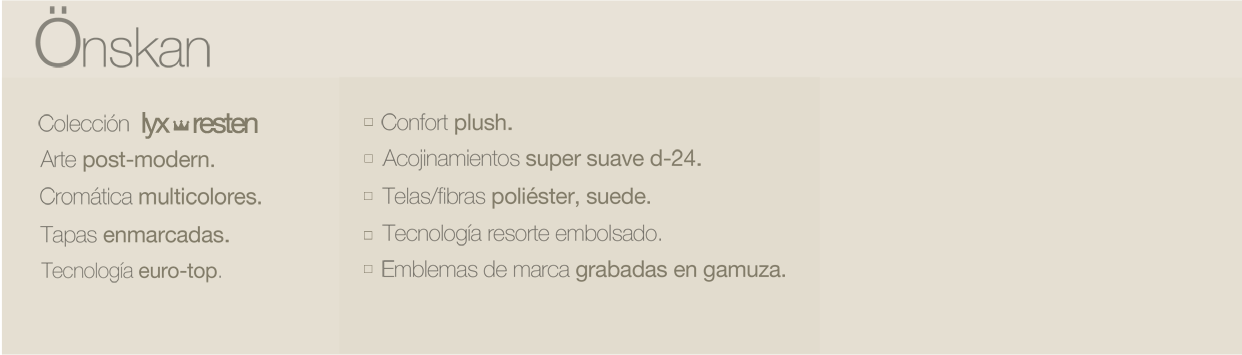 Önskan
Colección lyx resten
Arte post-modern.
Cromática multicolores.
Tapas enmarcadas.
Tecnología euro-top.
Confort plush.
Acojinamientos super suave d-24.
Telas/fibras poliéster, suede.
Tecnología resorte embolsado.
Emblemas de marca grabadas en gamuza.